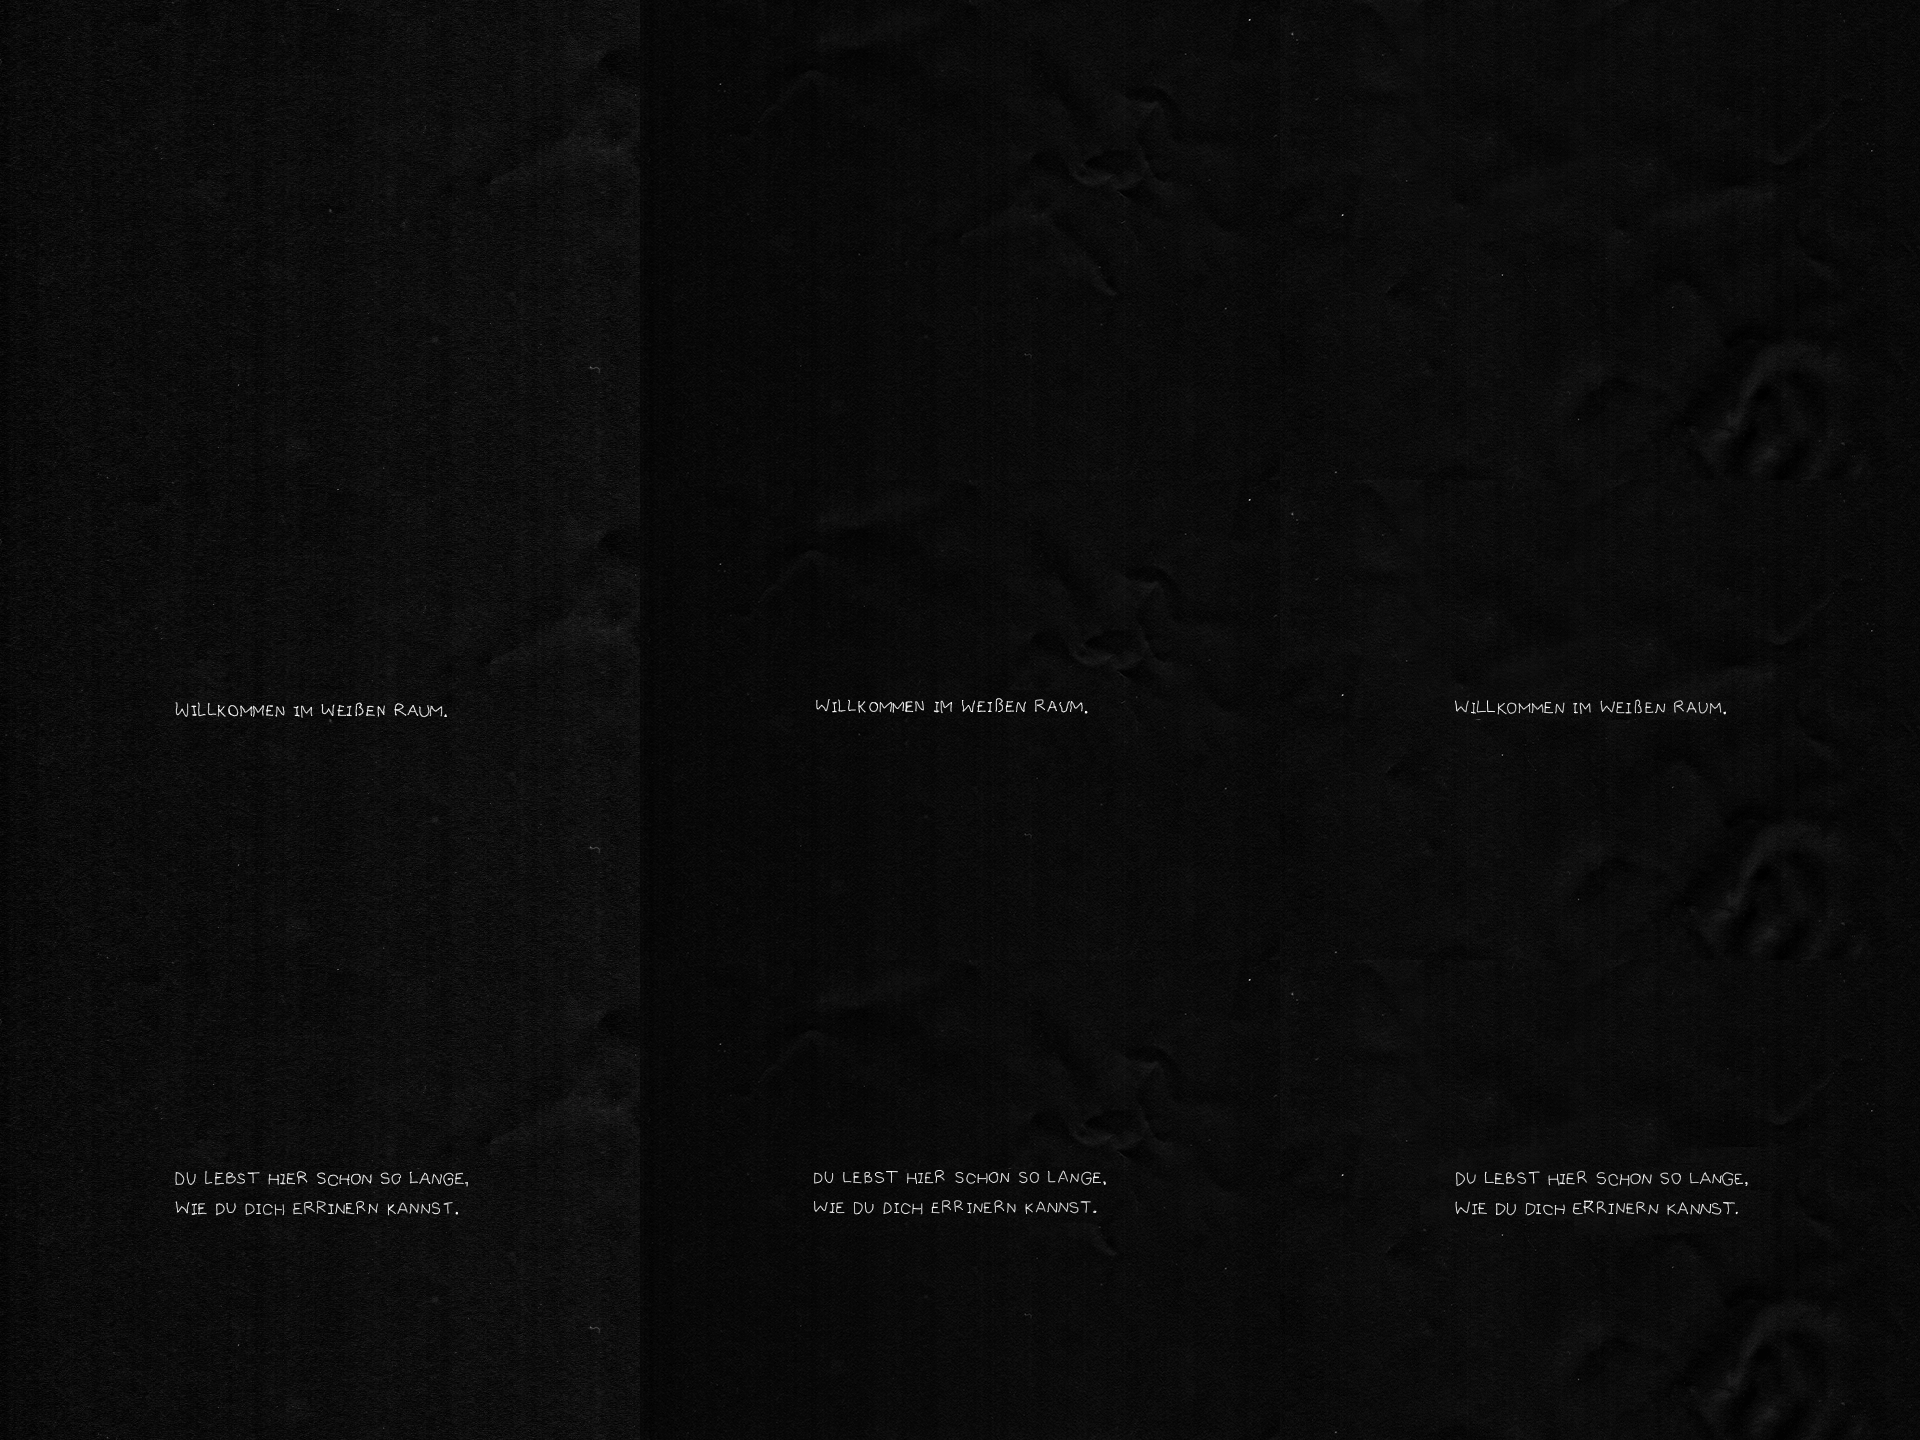 WILLKOMMEN IM WEIßEN RAUM.
WILLKOMMEN IM WEIßEN RAUM.
WILLKOMMEN IM WEIßEN RAUM.
DU LEBST HIER SCHON SO LANGE,
WIE DU DICH ERRINERN KANNST.
DU LEBST HIER SCHON SO LANGE,
WIE DU DICH ERRINERN KANNST.
DU LEBST HIER SCHON SO LANGE,
WIE DU DICH ERRINERN KANNST.